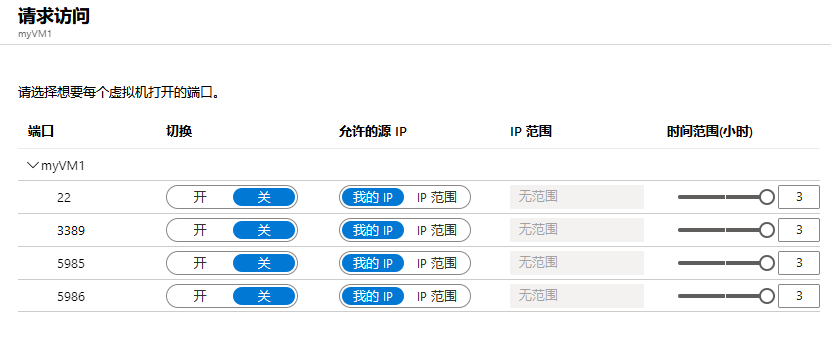 请求访问
myVM1
请选择想要每个虚拟机打开的端口。
端口 切换 允许的源 IP IP 范围 时间范围(小时)
myVM1
22 开 关 我的 IP IP 范围 无范围 3
3389 开 关 我的 IP IP 范围 无范围 3
5985 开 关 我的 IP IP 范围 无范围 3
5986 开 关 我的 IP IP 范围 无范围 3